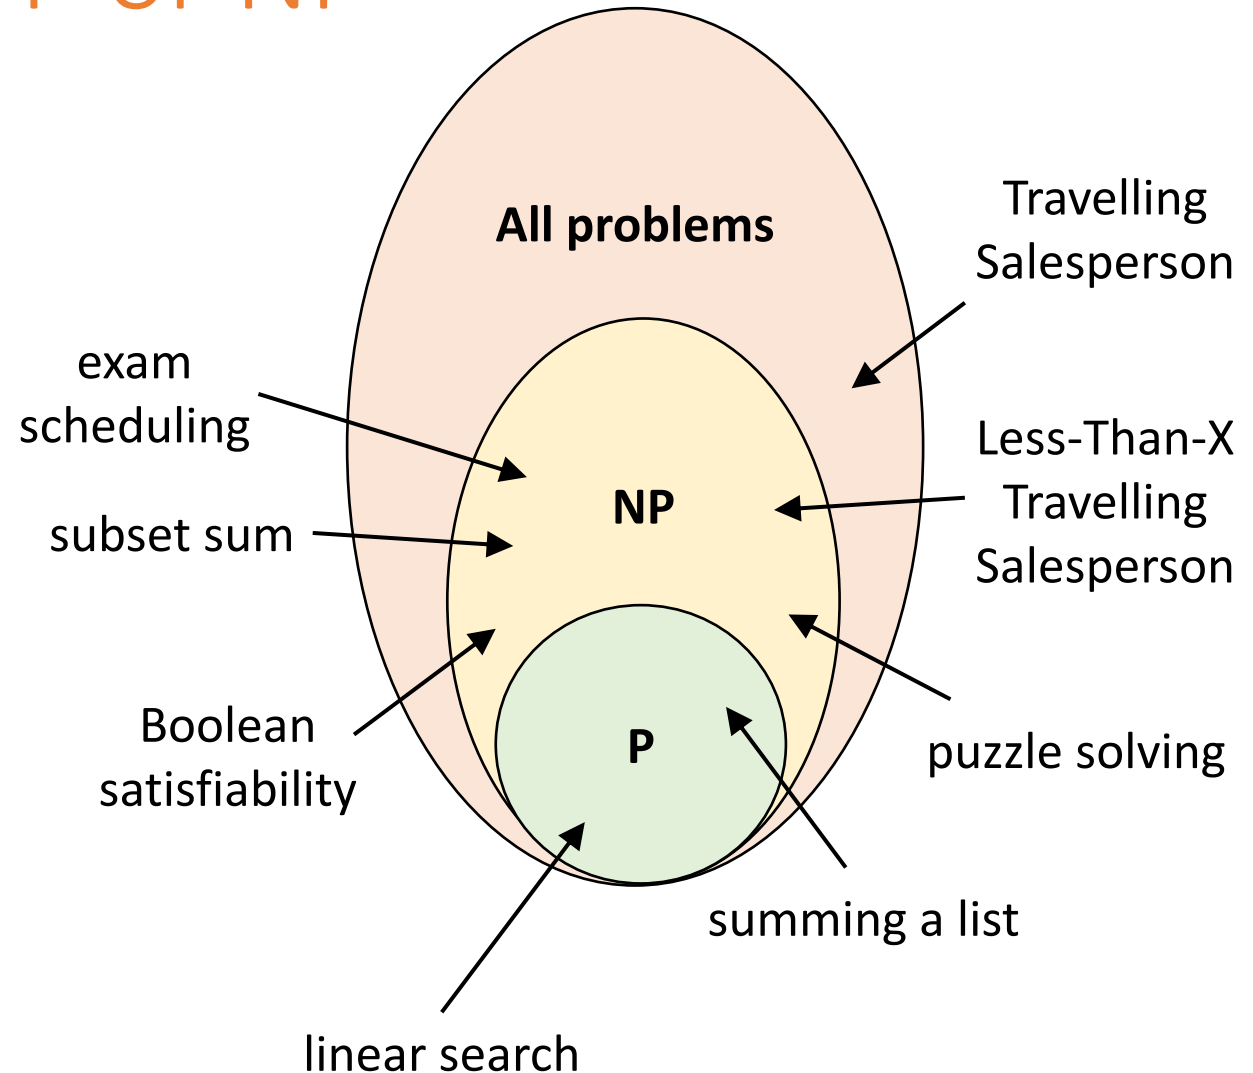 All problems
Travelling
Salesperson
exam
scheduling
Less-Than-X
Travelling
Salesperson
NP
subset sum
Boolean
satisfiability
P
puzzle solving
summing a list
linear search